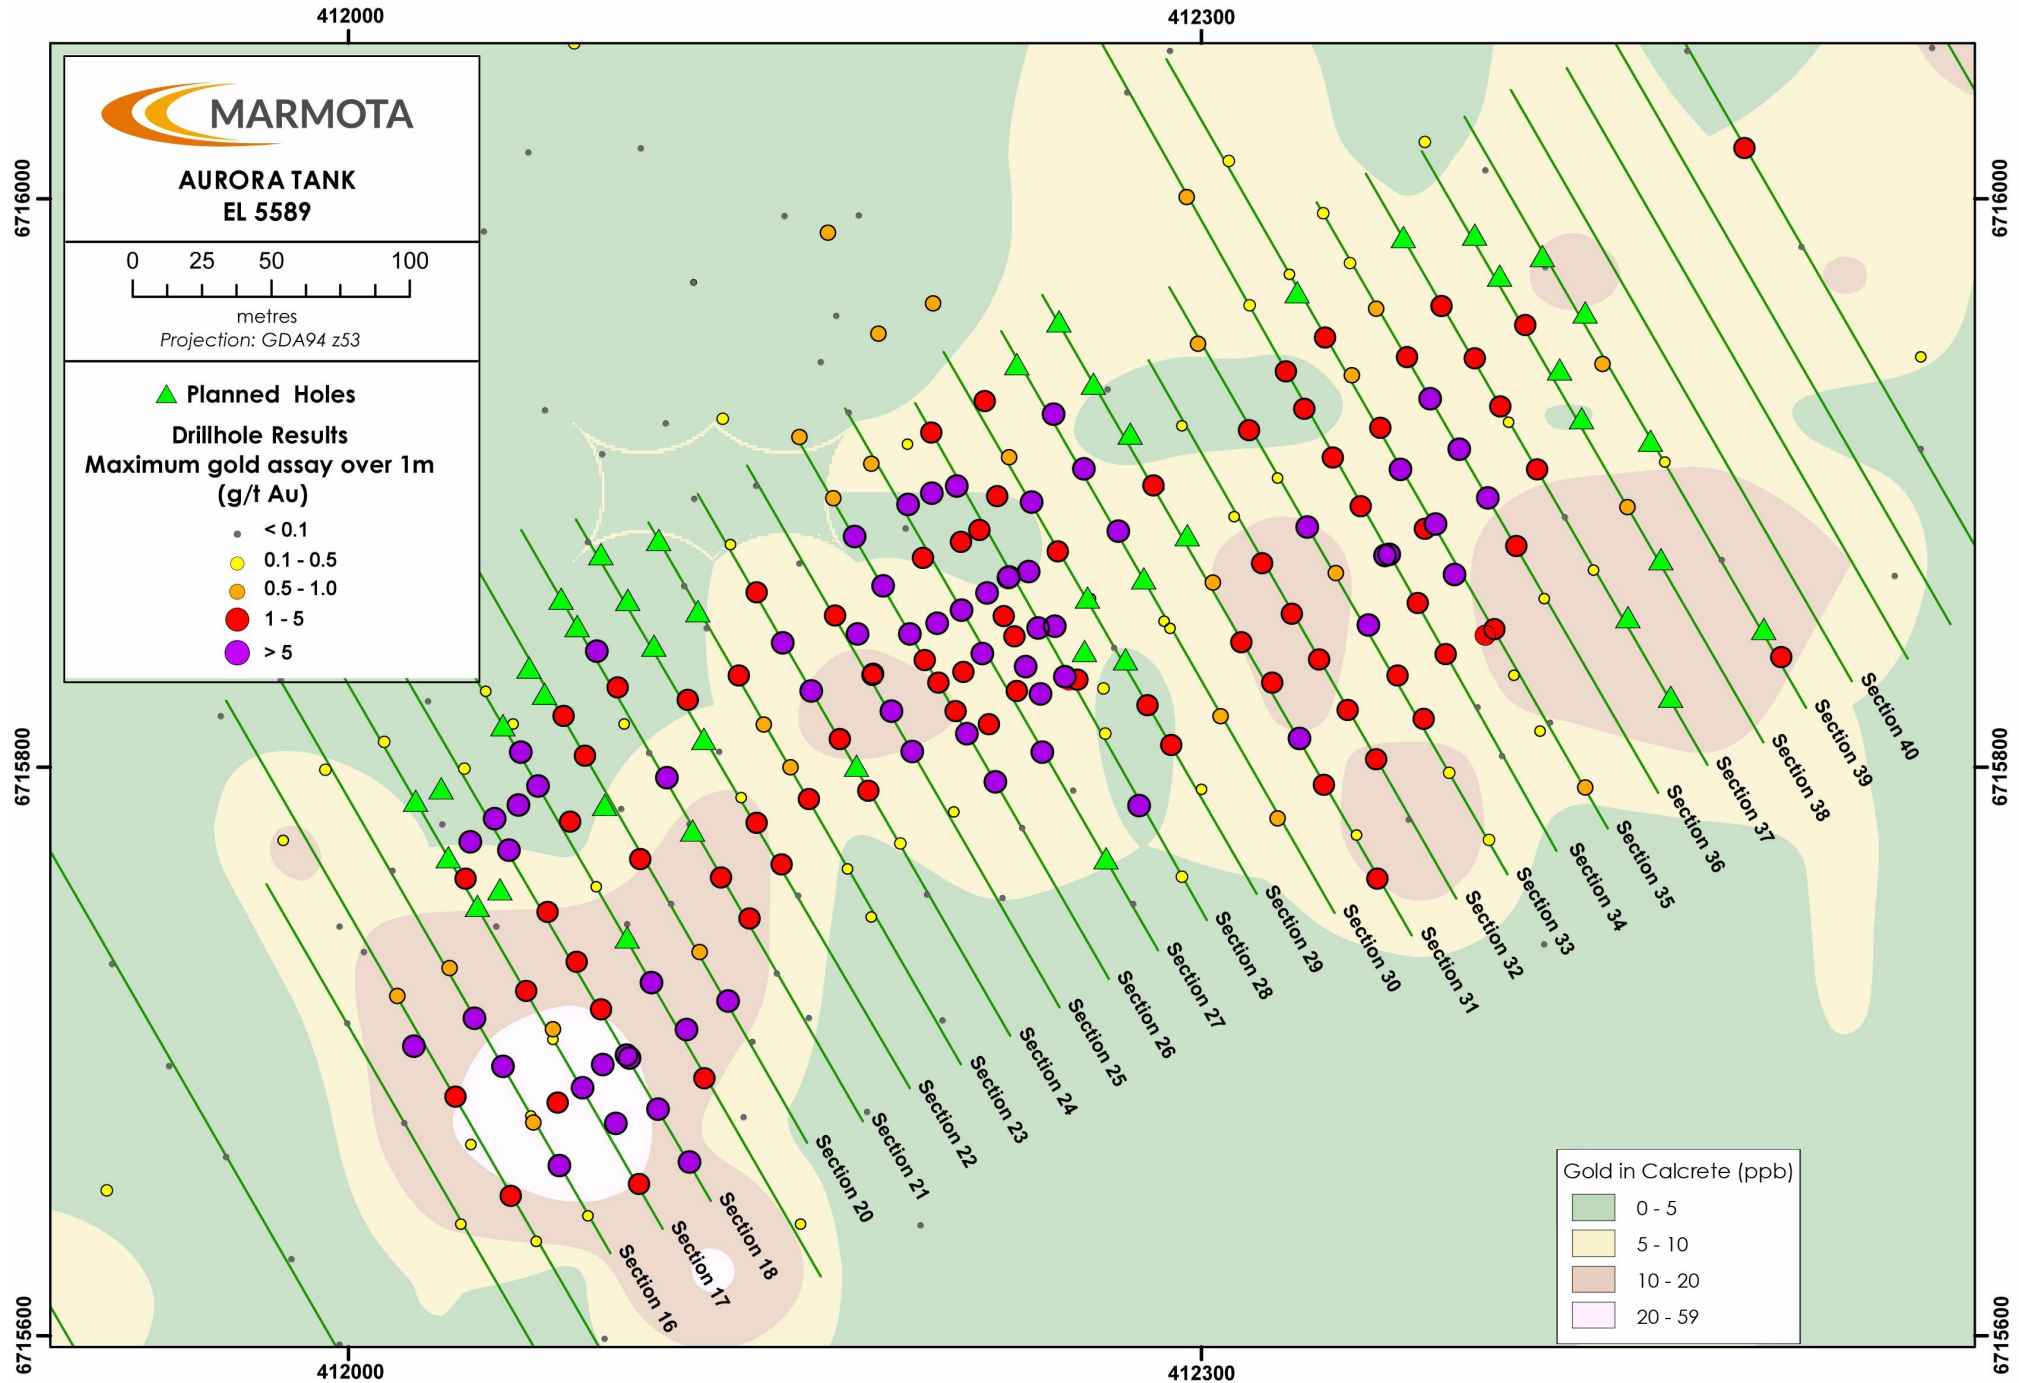 412000
412300
MARMOTA
AURORA TANK
EL 5589
0 25 50 100
metres
Projection: GDA94 z53
Planned Holes
Drillhole Results
Maximum gold assay over 1m
(g/t Au)
< 0.1
0.1 - 0.5
0.5 - 1.0
1 - 5
> 5
6716000
6716000
6715800
6715800
6715600
6715600
Section 16
Section 17
Section 18
Section 20
Section 21
Section 22
Section 23
Section 24
Section 25
Section 26
Section 27
Section 28
Section 29
Section 30
Section 31
Section 32
Section 33
Section 34
Section 35
Section 36
Section 37
Section 38
Section 39
Section 40
Gold in Calcrete (ppb)
0 - 5
5 - 10
10 - 20
20 - 59
412000
412300